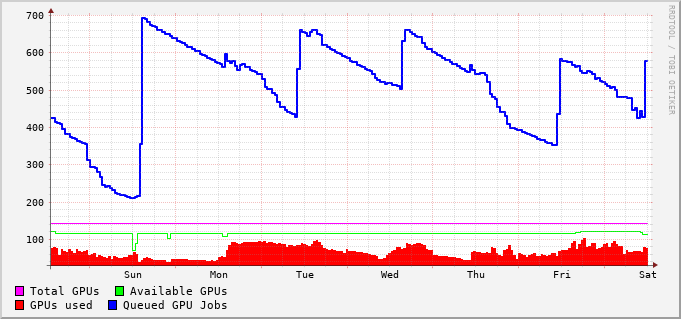 700
600
500
400
300
200
100
Sun Mon Tue Wed Thu Fri Sat
Total GPUs Available GPUs
GPUs used Queued GPU Jobs
RRDTOOL / TOBI OETIKER